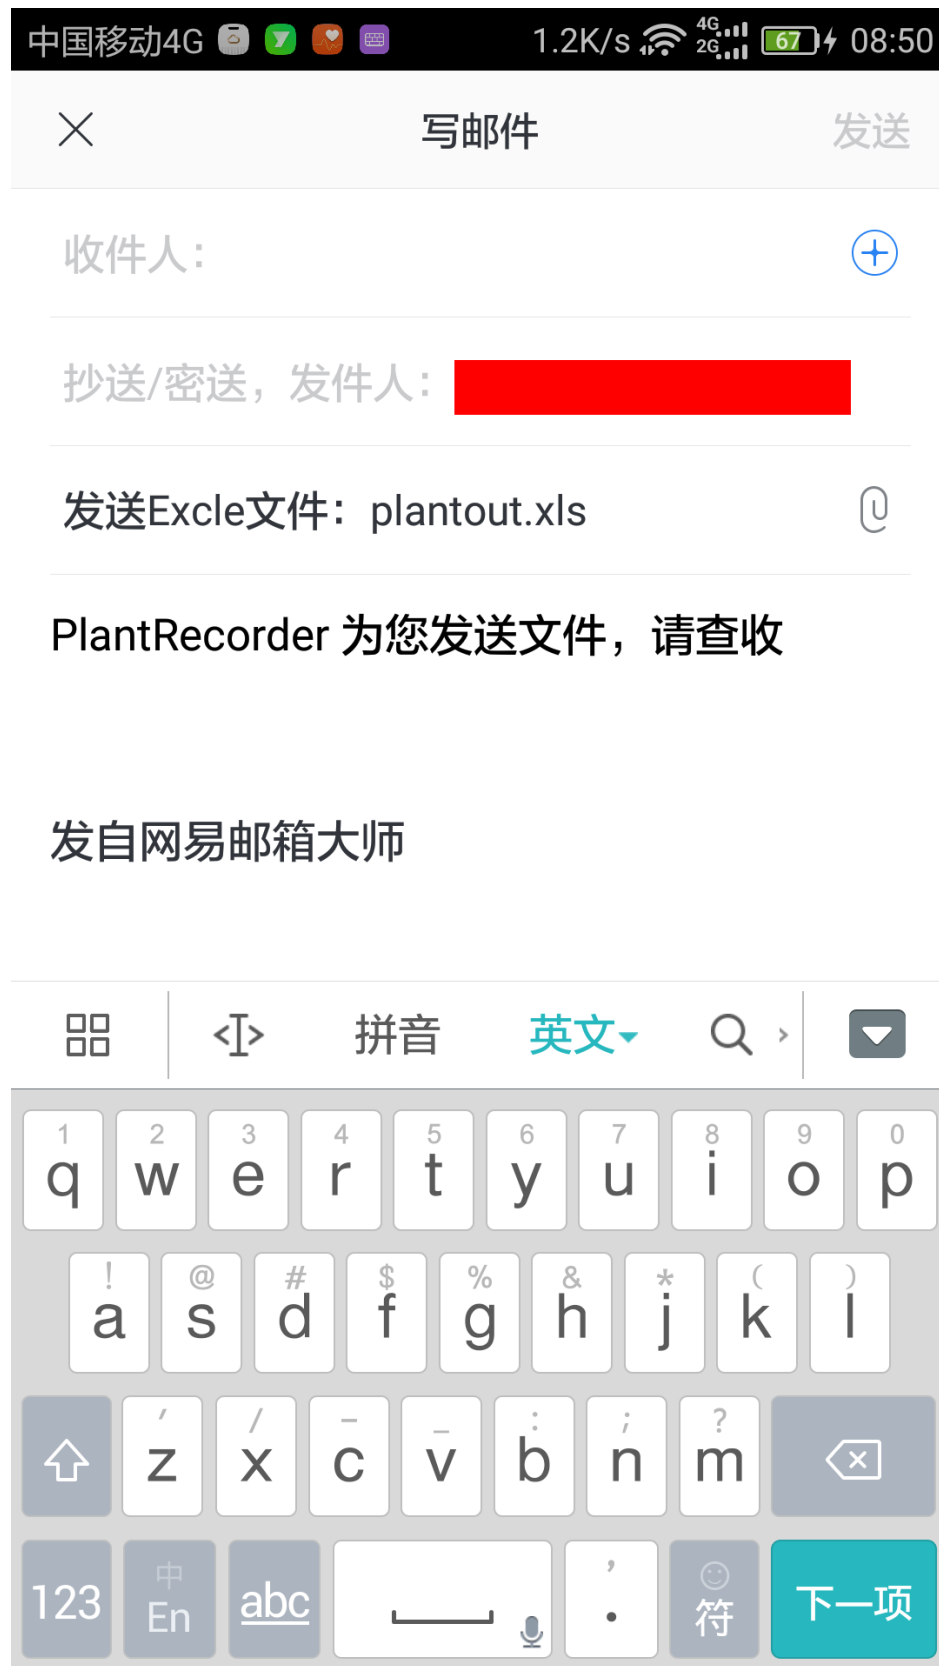 中国移动4G 1.2K/s 4G 2G 67 08:50
写邮件 发送
收件人：
抄送/密送，发件人：
发送Excle文件：plantout.xls
PlantRecorder 为您发送文件，请查收
发自网易邮箱大师
拼音 英文
1 2 3 4 5 6 7 8 9 0
q w e r t y u i o p
! @ # $ % & * ( )
a s d f g h j k l
′ / − _ : ; ?
z x c v b n m
中 ，
123 En abc . 符 下一项